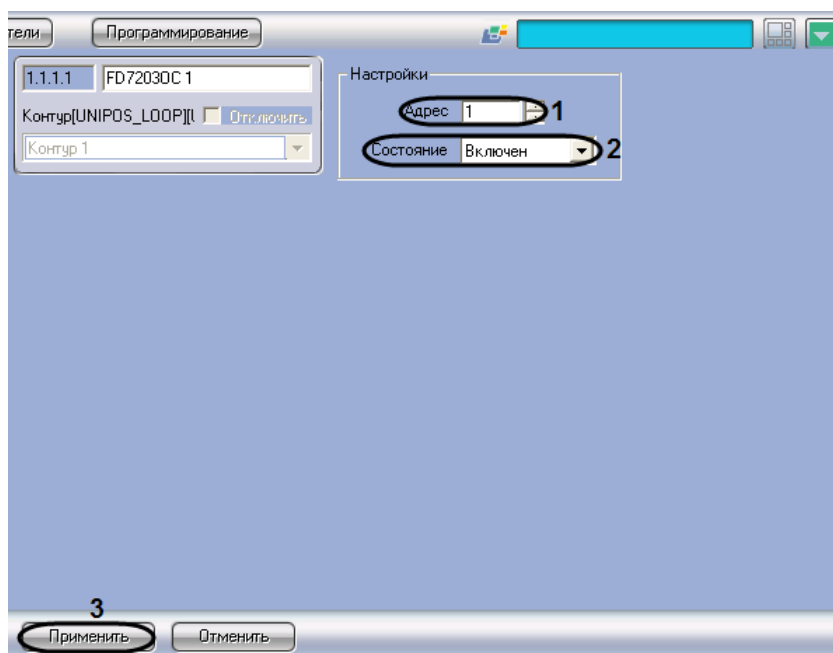 тели Программирование
1.1.1.1 FD7203OC 1
Контур[UNIPOS_LOOP][ Отключить
Контур 1
Настройки
Адрес 1 1
Состояние Включен 2
3
Применить Отменить